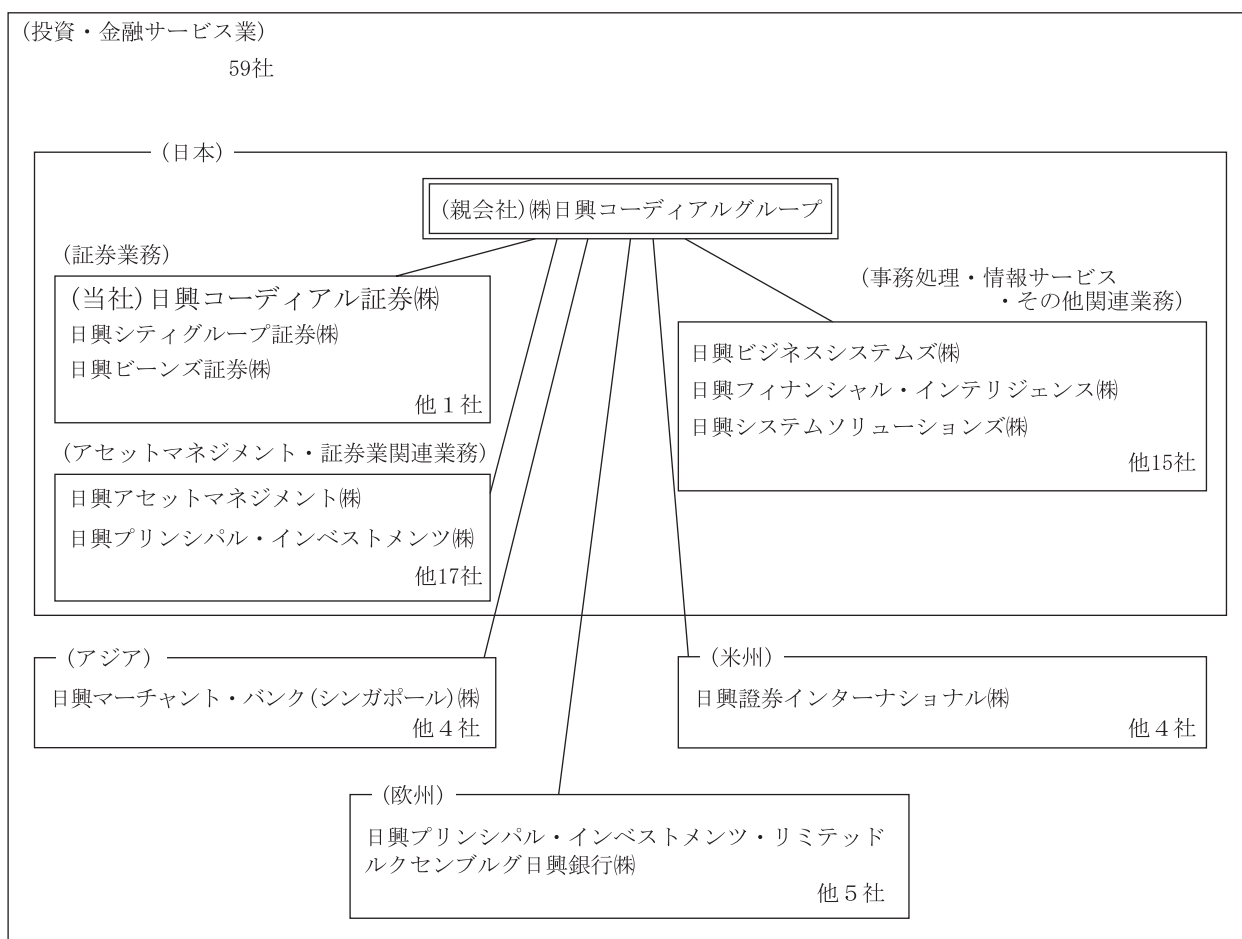 (投資・金融サービス業)
59社
(日本)
(親会社)㈱日興コーディアルグループ
(証券業務)
(当社)日興コーディアル証券㈱
日興シティグループ証券㈱
日興ビーンズ証券㈱
他１社
(事務処理・情報サービス
・その他関連業務)
日興ビジネスシステムズ㈱
日興フィナンシャル・インテリジェンス㈱
日興システムソリューションズ㈱
他15社
(アセットマネジメント・証券業関連業務)
日興アセットマネジメント㈱
日興プリンシパル・インベストメンツ㈱
他17社
(アジア)
日興マーチャント・バンク(シンガポール)㈱
他４社
(米州)
日興證券インターナショナル㈱
他４社
(欧州)
日興プリンシパル・インベストメンツ・リミテッド
ルクセンブルグ日興銀行㈱
他５社